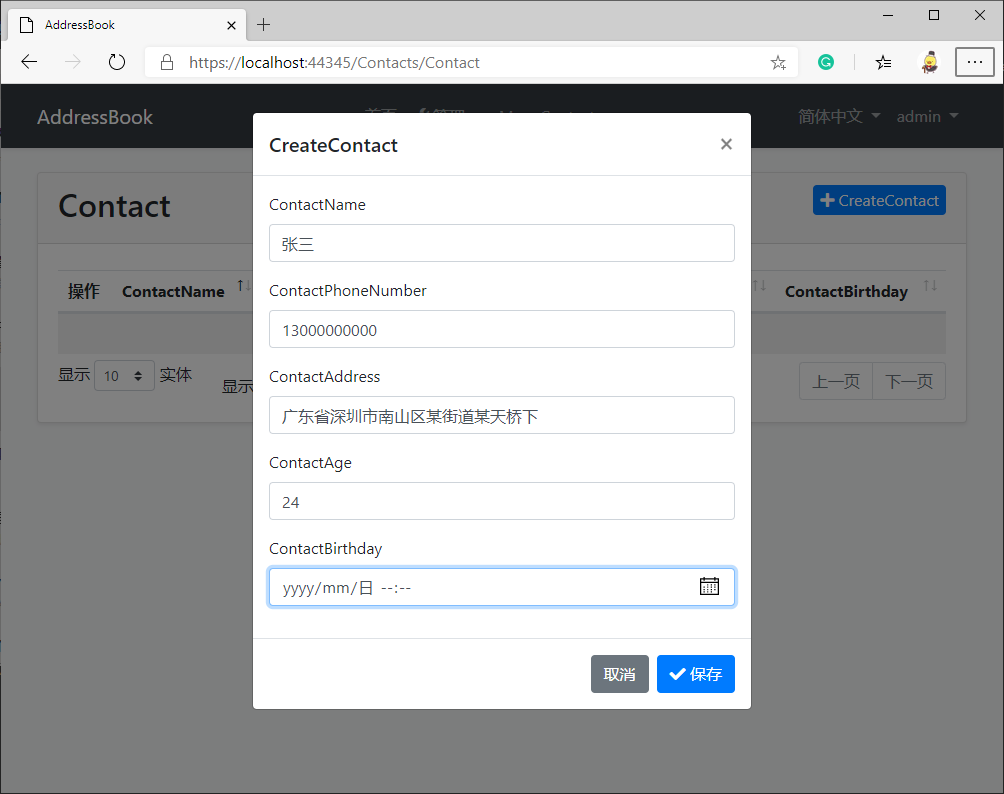 AddressBook
https://localhost:44345/Contacts/Contact
AddressBook
简体中文 admin
CreateContact ×
Contact
CreateContact
ContactName
张三
操作 ContactName ContactBirthday
ContactPhoneNumber
13000000000
显示 10 实体 显示
上一页 下一页
ContactAddress
广东省深圳市南山区某街道某天桥下
ContactAge
24
ContactBirthday
yyyy/mm/日 --:--
取消 保存